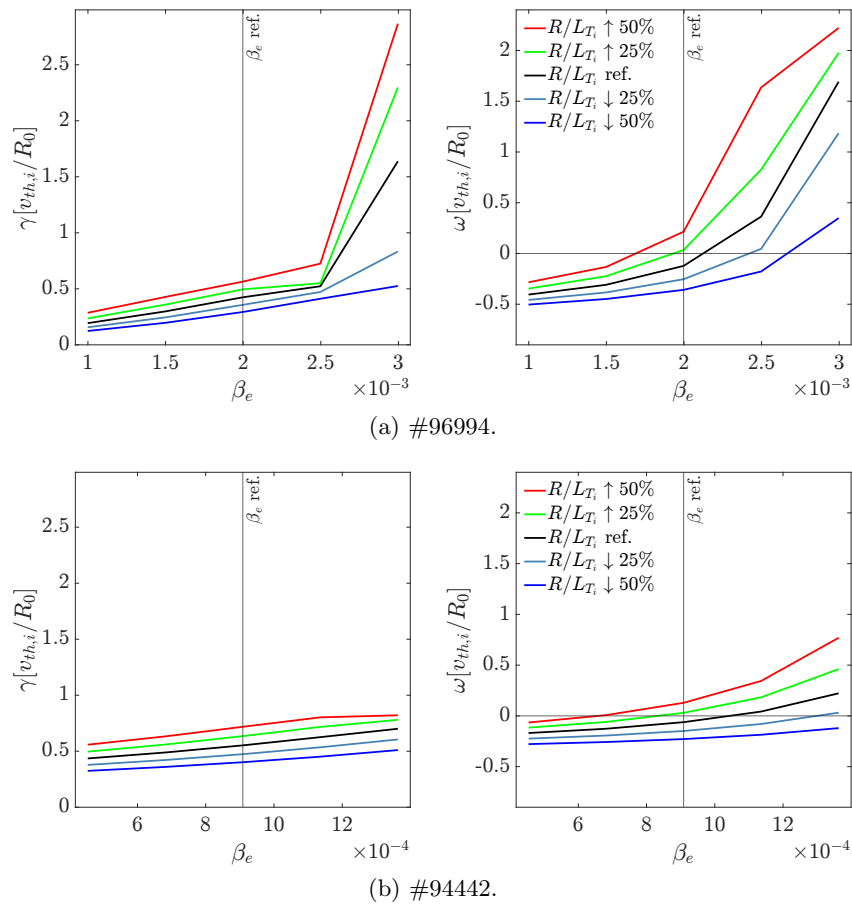 γ[v_{th,i}/R_0]
2.5
2
1.5
1
0.5
0
β_e ref.
1 1.5 2 2.5 3
×10^{-3}
β_e
ω[v_{th,i}/R_0]
2
1.5
1
0.5
0
-0.5
R/L_{T_i} ↑ 50%
R/L_{T_i} ↑ 25%
R/L_{T_i} ref.
R/L_{T_i} ↓ 25%
R/L_{T_i} ↓ 50%
β_e ref.
1 1.5 2 2.5 3
×10^{-3}
β_e
(a) #96994.
γ[v_{th,i}/R_0]
2.5
2
1.5
1
0.5
0
β_e ref.
6 8 10 12
×10^{-4}
β_e
ω[v_{th,i}/R_0]
2
1.5
1
0.5
0
-0.5
R/L_{T_i} ↑ 50%
R/L_{T_i} ↑ 25%
R/L_{T_i} ref.
R/L_{T_i} ↓ 25%
R/L_{T_i} ↓ 50%
β_e ref.
6 8 10 12
×10^{-4}
β_e
(b) #94442.